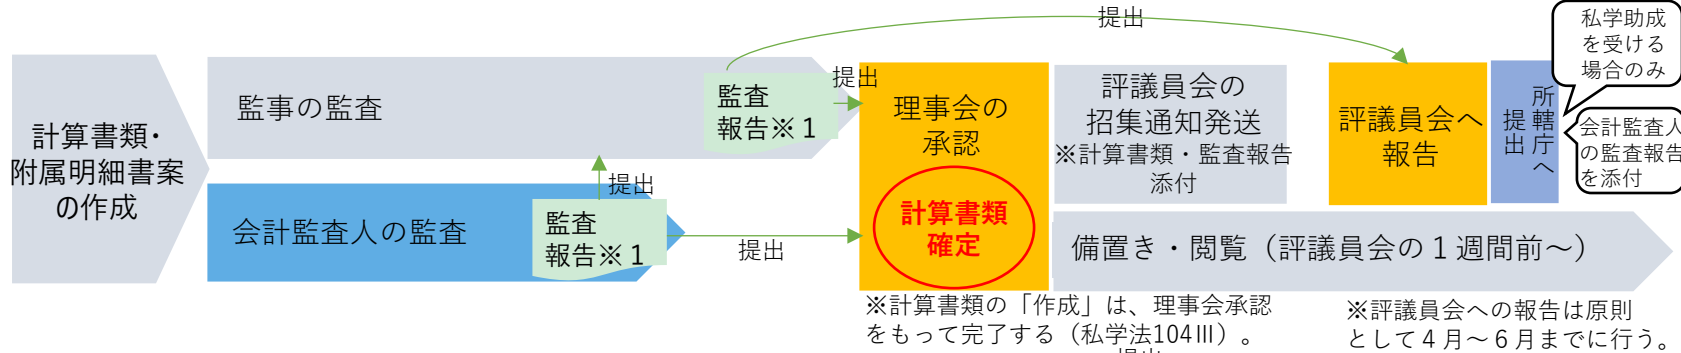 計算書類・
附属明細書案
の作成
監事の監査
監査
報告※１
提出
提出
会計監査人の監査
監査
報告※１
提出
提出
理事会の
承認
計算書類
確定
評議員会の
招集通知発送
※計算書類・監査報告
添付
評議員会へ
報告
所轄庁へ
提出
私学助成
を受ける
場合のみ
会計監査人
の監査報告
を添付
備置き・閲覧（評議員会の１週間前～）
※計算書類の「作成」は、理事会承認
をもって完了する（私学法104Ⅲ）。
※評議員会への報告は原則
として４月～６月までに行う。